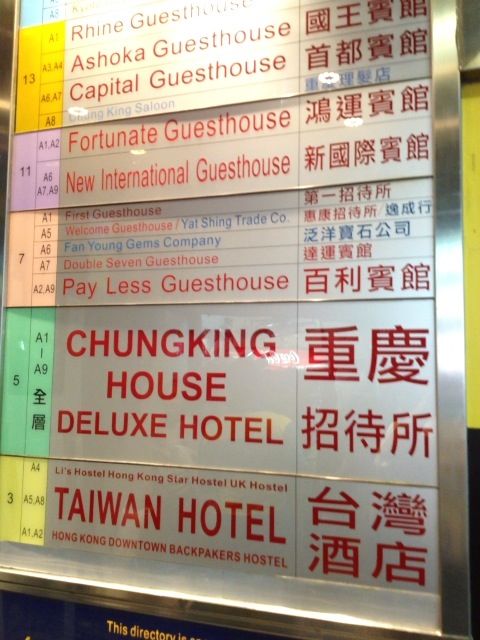 13
A1
Rhine Guesthouse
A3,A4
Ashoka Guesthouse 國王賓館
A6,A7
Capital Guesthouse 首都賓館
A8
Chung King Saloon 重慶理髮店
11
A1,A2
Fortunate Guesthouse 鴻運賓館
A6
A7,A9
New International Guesthouse 新國際賓館
7
A1
First Guesthouse 第一招待所
A5
Welcome Guesthouse / Yat Shing Trade Co. 惠康招待所/逸成行
A6
Fan Young Gems Company 泛洋寶石公司
A7
Double Seven Guesthouse 達運賓館
A2,A9
Pay Less Guesthouse 百利賓館
5
A1
A9
全層
CHUNGKING
HOUSE
DELUXE HOTEL
重慶
招待所
3
A4
Li's Hostel Hong Kong Star Hostel UK Hostel
A5,A8
TAIWAN HOTEL
A1,A2
HONG KONG DOWNTOWN BACKPAKERS HOSTEL
台灣
酒店
This directory is